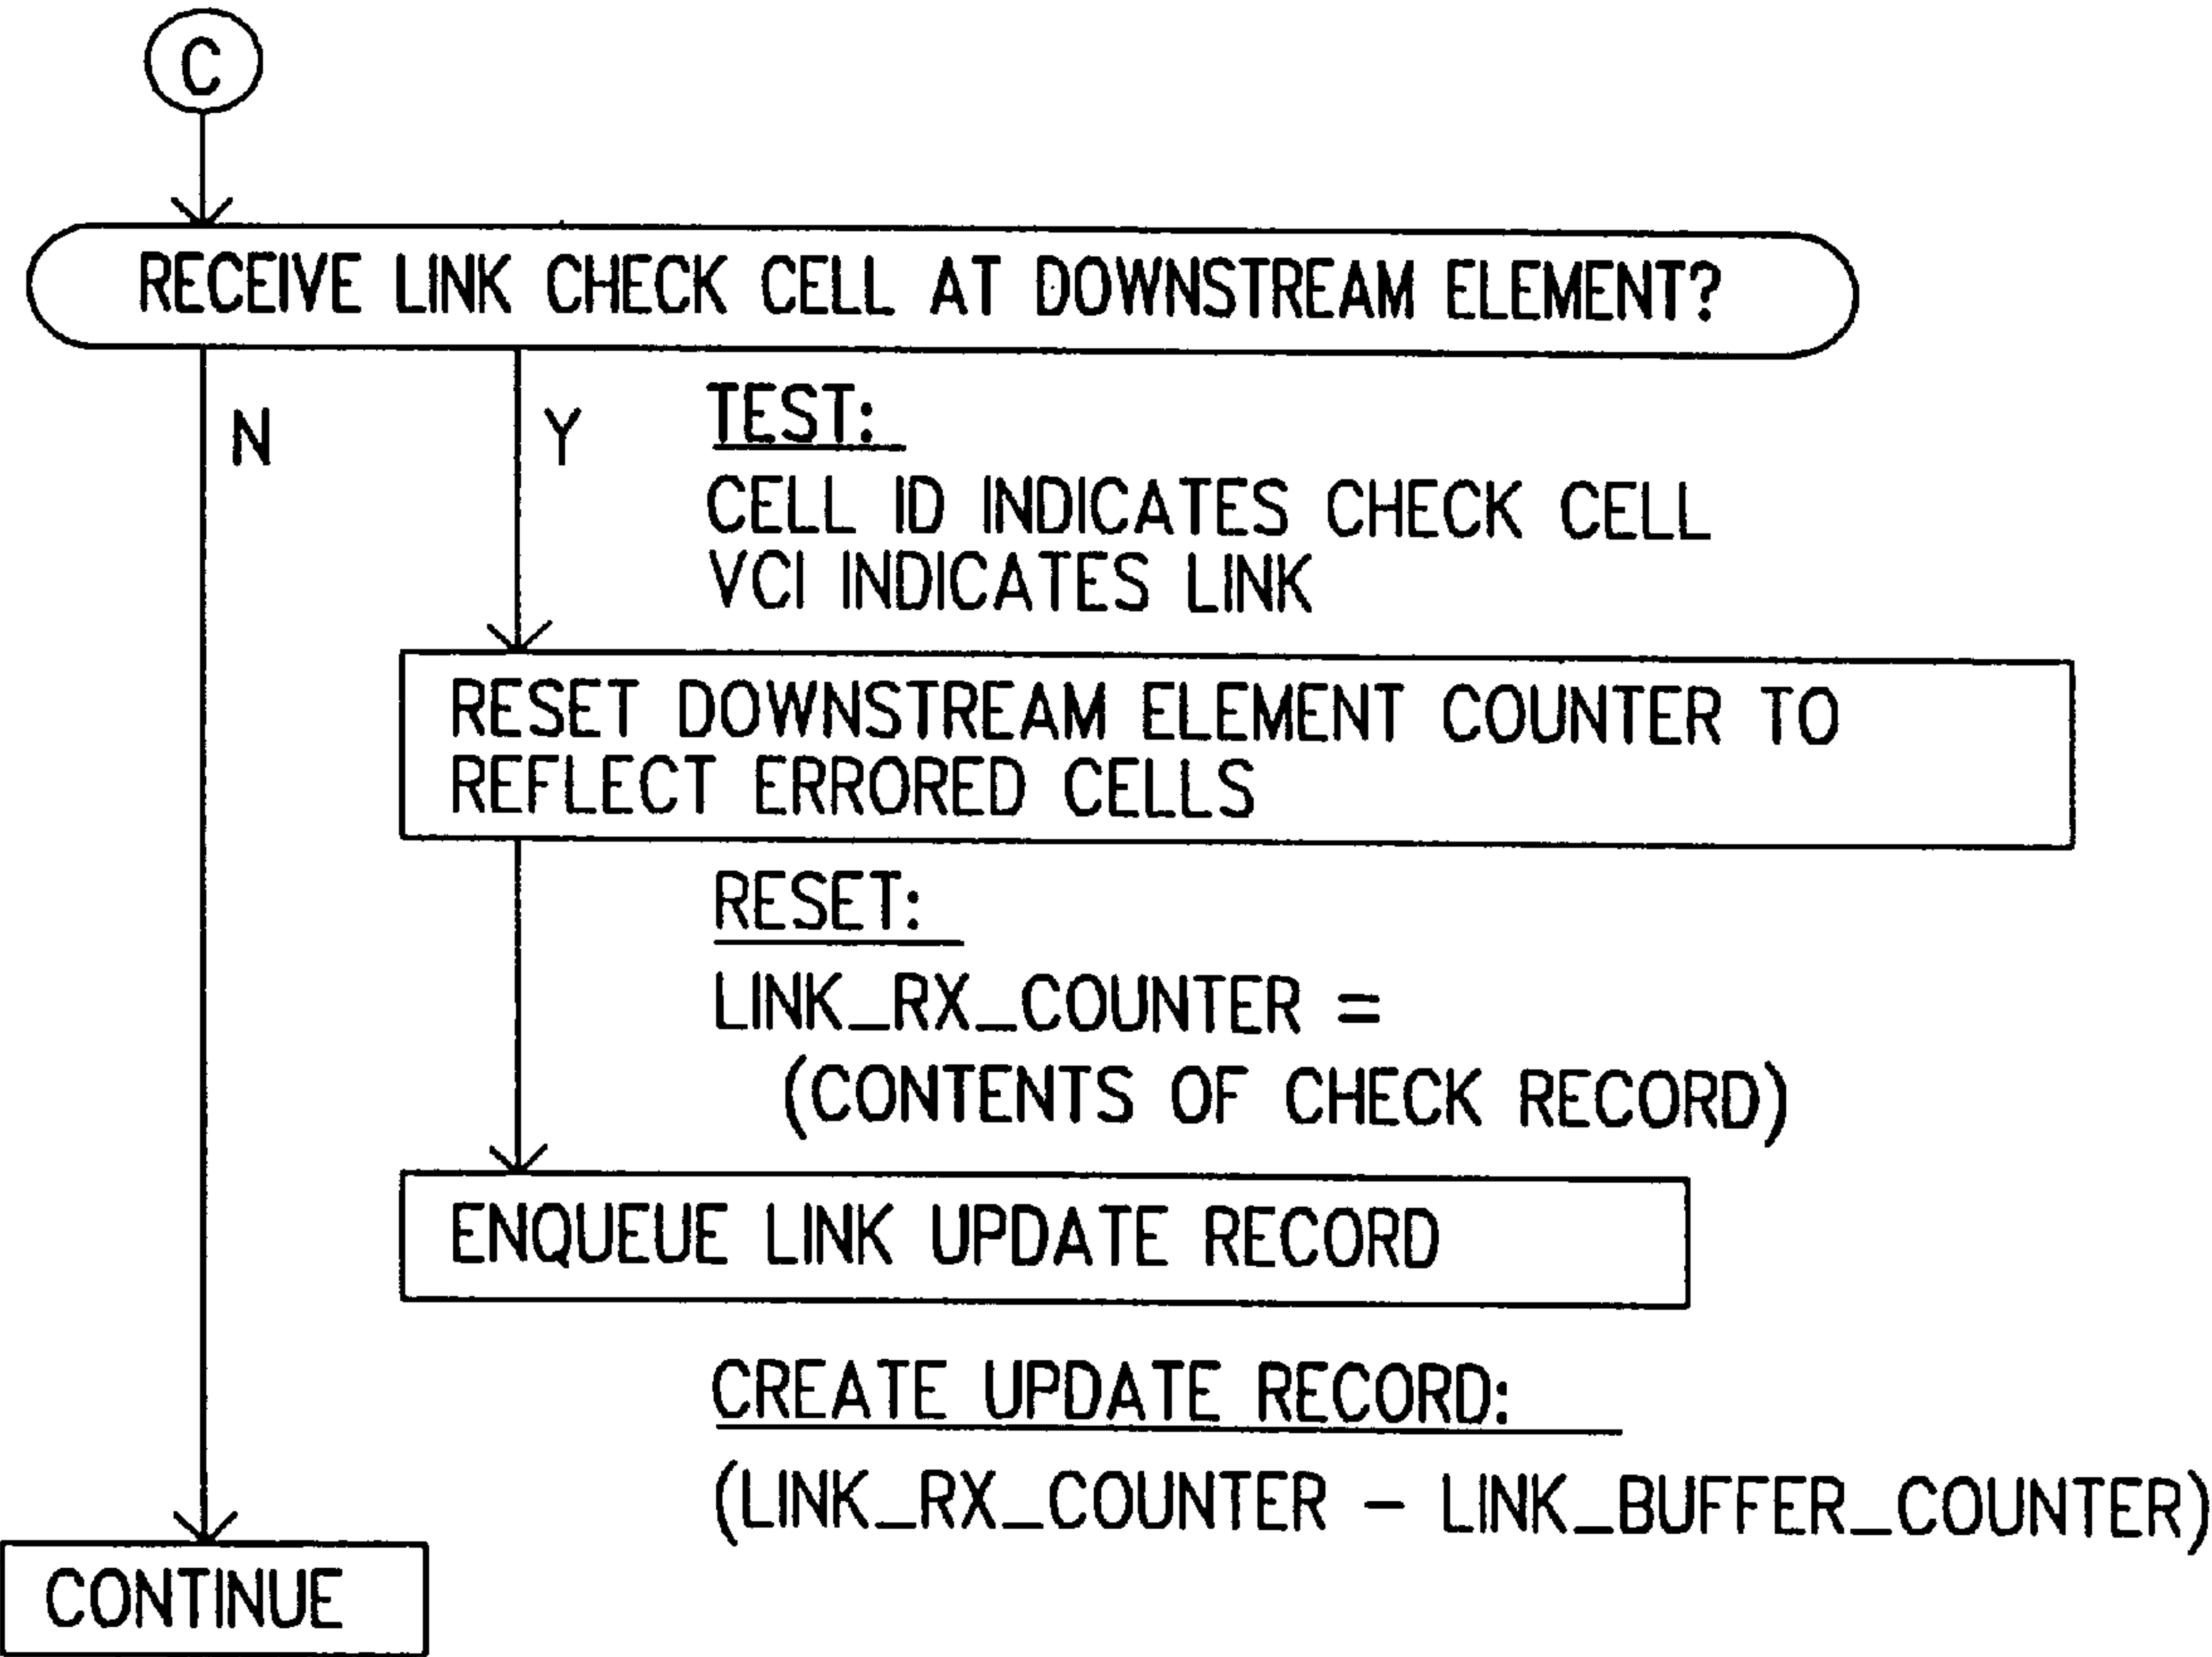 C
RECEIVE LINK CHECK CELL AT DOWNSTREAM ELEMENT?
N
Y
TEST:
CELL ID INDICATES CHECK CELL
VCI INDICATES LINK
RESET DOWNSTREAM ELEMENT COUNTER TO
REFLECT ERRORED CELLS
RESET:
LINK_RX_COUNTER =
(CONTENTS OF CHECK RECORD)
ENQUEUE LINK UPDATE RECORD
CREATE UPDATE RECORD:
(LINK_RX_COUNTER – LINK_BUFFER_COUNTER)
CONTINUE